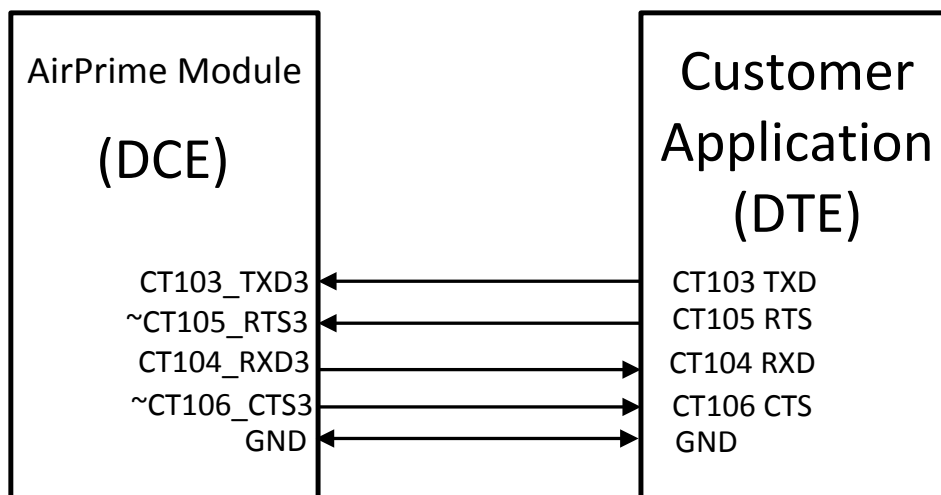 AirPrime Module
(DCE)
Customer
Application
(DTE)
CT103_TXD3
CT103 TXD
~CT105_RTS3
CT105 RTS
CT104_RXD3
CT104 RXD
~CT106_CTS3
CT106 CTS
GND
GND